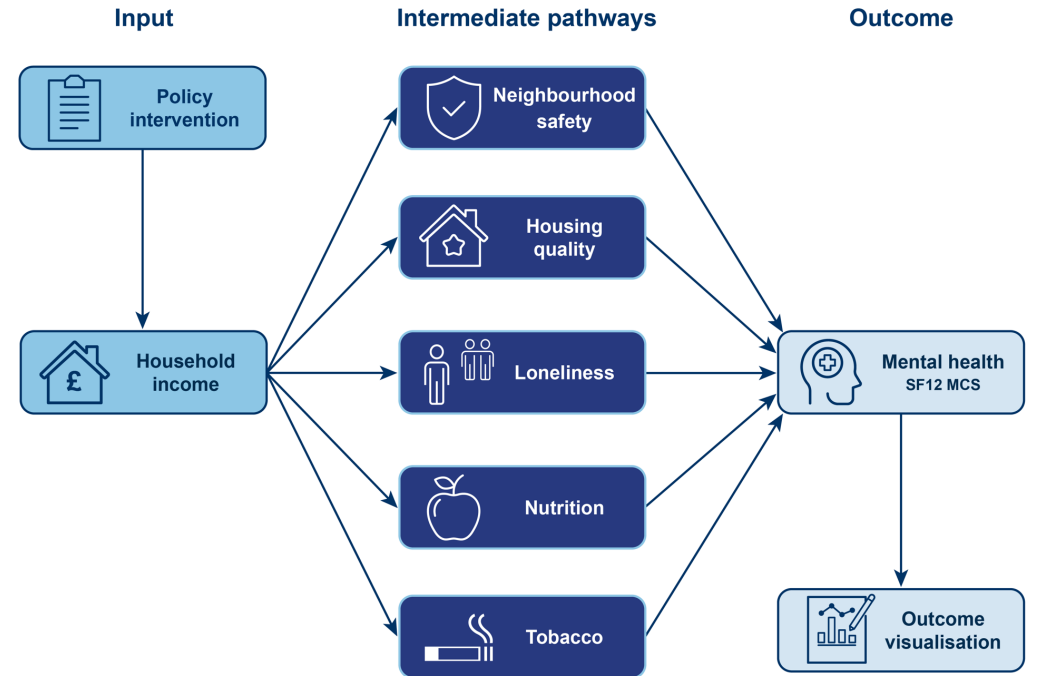 Input
Intermediate pathways
Outcome
Policy
intervention
Household
income
£
Neighbourhood
safety
Housing
quality
Loneliness
Nutrition
Tobacco
Mental health
SF12 MCS
Outcome
visualisation